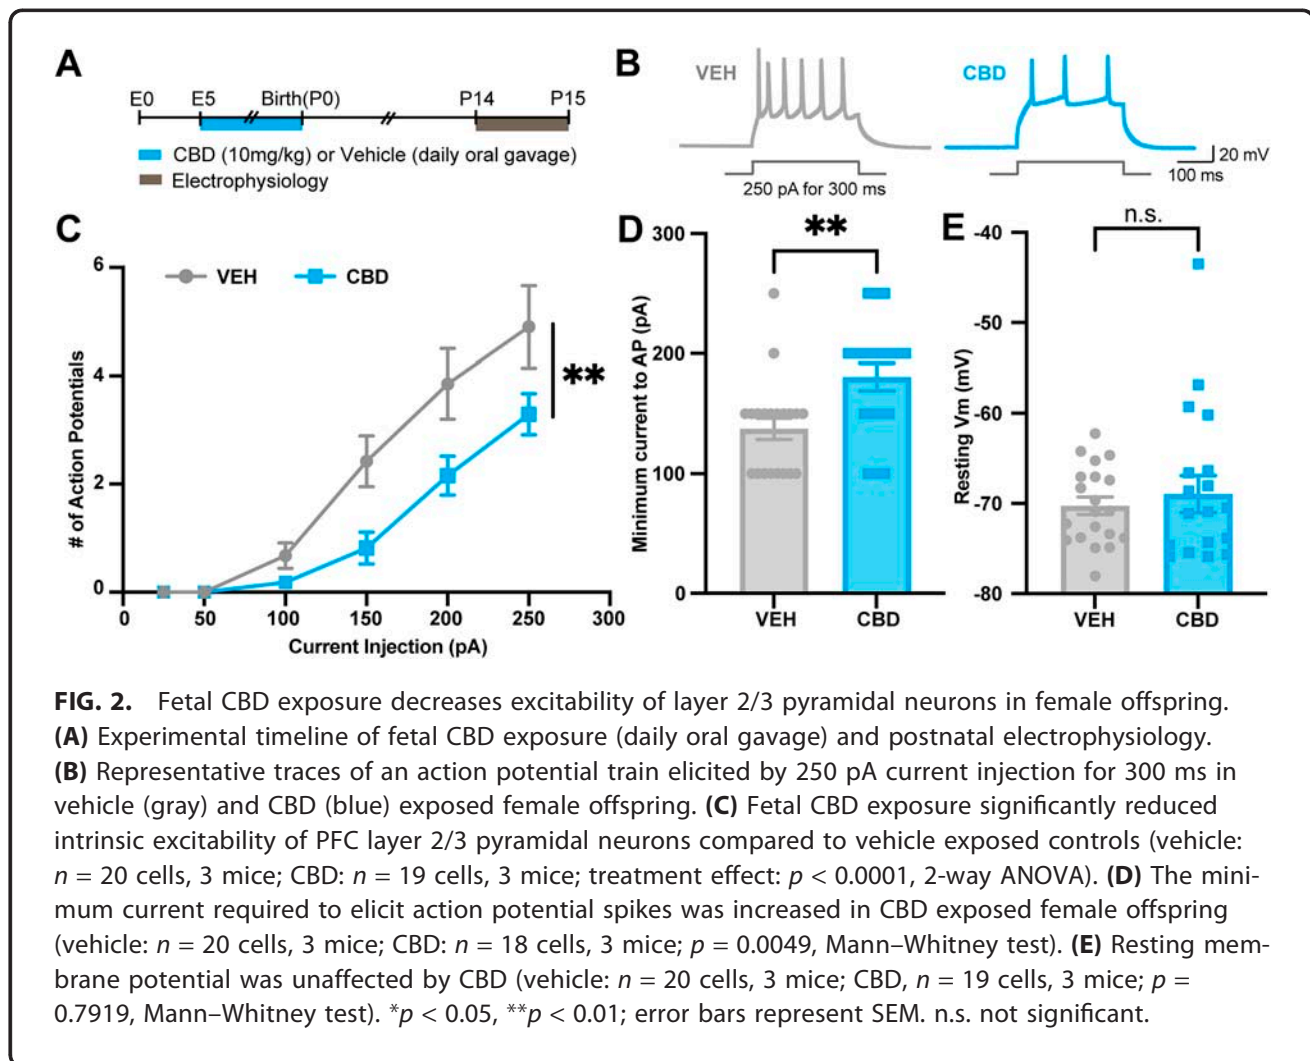 A
E0 E5 Birth(P0) P14 P15
CBD (10mg/kg) or Vehicle (daily oral gavage)
Electrophysiology
B
VEH
CBD
250 pA for 300 ms
20 mV
100 ms
C
VEH CBD
# of Action Potentials
6
4
2
0
0 50 100 150 200 250 300
Current Injection (pA)
**
D
**
Minimum current to AP (pA)
300
200
100
0
VEH CBD
E
n.s.
Resting Vm (mV)
-40
-50
-60
-70
-80
VEH CBD
FIG. 2. Fetal CBD exposure decreases excitability of layer 2/3 pyramidal neurons in female offspring.
(A) Experimental timeline of fetal CBD exposure (daily oral gavage) and postnatal electrophysiology.
(B) Representative traces of an action potential train elicited by 250 pA current injection for 300 ms in
vehicle (gray) and CBD (blue) exposed female offspring. (C) Fetal CBD exposure significantly reduced
intrinsic excitability of PFC layer 2/3 pyramidal neurons compared to vehicle exposed controls (vehicle:
n = 20 cells, 3 mice; CBD: n = 19 cells, 3 mice; treatment effect: p < 0.0001, 2-way ANOVA). (D) The mini-
mum current required to elicit action potential spikes was increased in CBD exposed female offspring
(vehicle: n = 20 cells, 3 mice; CBD: n = 18 cells, 3 mice; p = 0.0049, Mann–Whitney test). (E) Resting mem-
brane potential was unaffected by CBD (vehicle: n = 20 cells, 3 mice; CBD, n = 19 cells, 3 mice; p =
0.7919, Mann–Whitney test). *p < 0.05, **p < 0.01; error bars represent SEM. n.s. not significant.